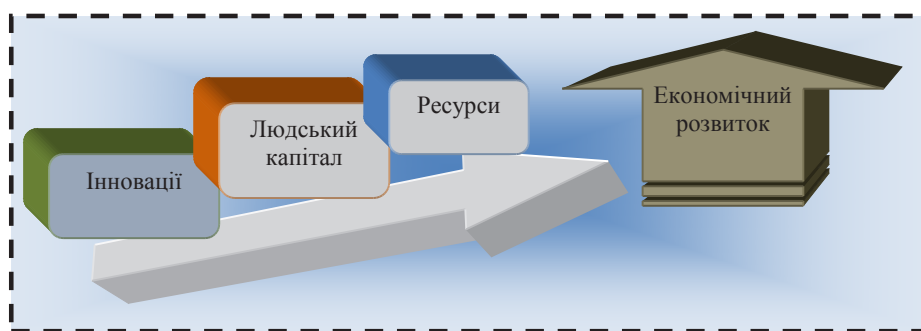 Інновації
Людський
капітал
Ресурси
Економічний
розвиток